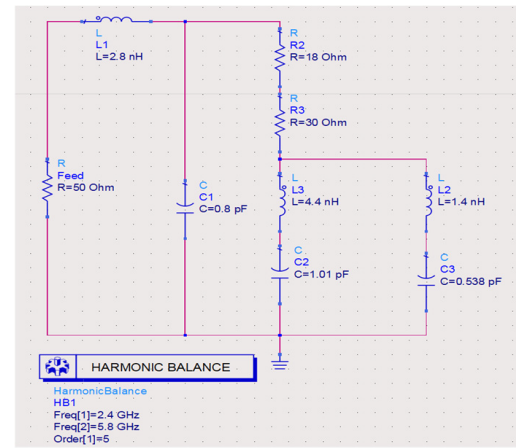 L
L1
L=2.8 nH
R
R2
R=18 Ohm
R
R3
R=30 Ohm
R
Feed
R=50 Ohm
C
C1
C=0.8 pF
L
L3
L=4.4 nH
L
L2
L=1.4 nH
C
C2
C=1.01 pF
C
C3
C=0.538 pF
HARMONIC BALANCE
HarmonicBalance
HB1
Freq[1]=2.4 GHz
Freq[2]=5.8 GHz
Order[1]=5